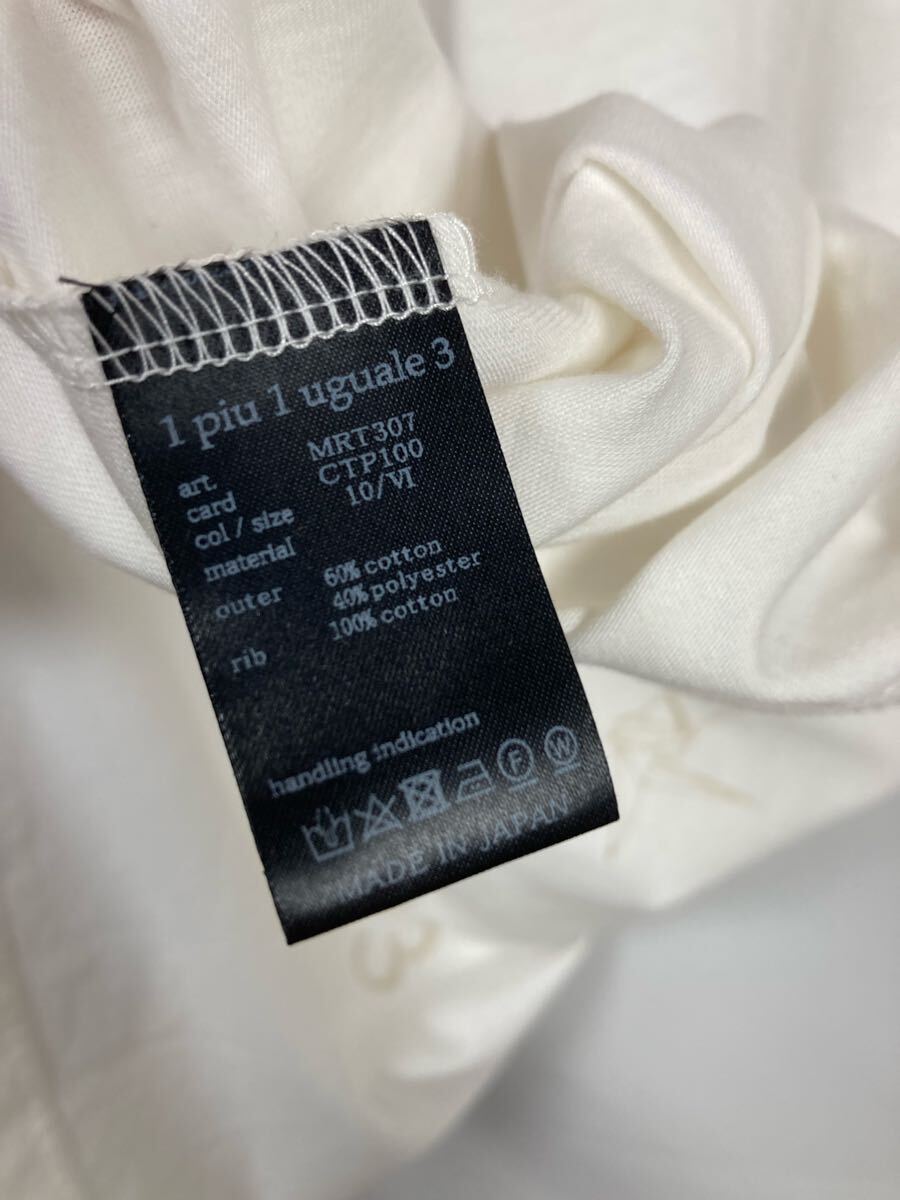 1 piu 1 uguale 3
art. MRT307
card CTP100
col / size 10/VI
material
outer 60% cotton
40% polyester
rib 100% cotton
handling indication
F W
MADE IN JAPAN
3